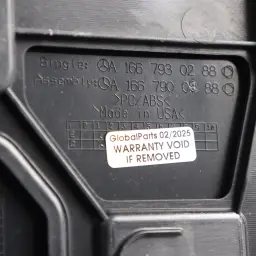 Single: A 166 793 02 88
Assembly: A 166 790 04 88
>PC/ABS<
>Made in USA<
GlobalParts 02/2025
WARRANTY VOID
IF REMOVED